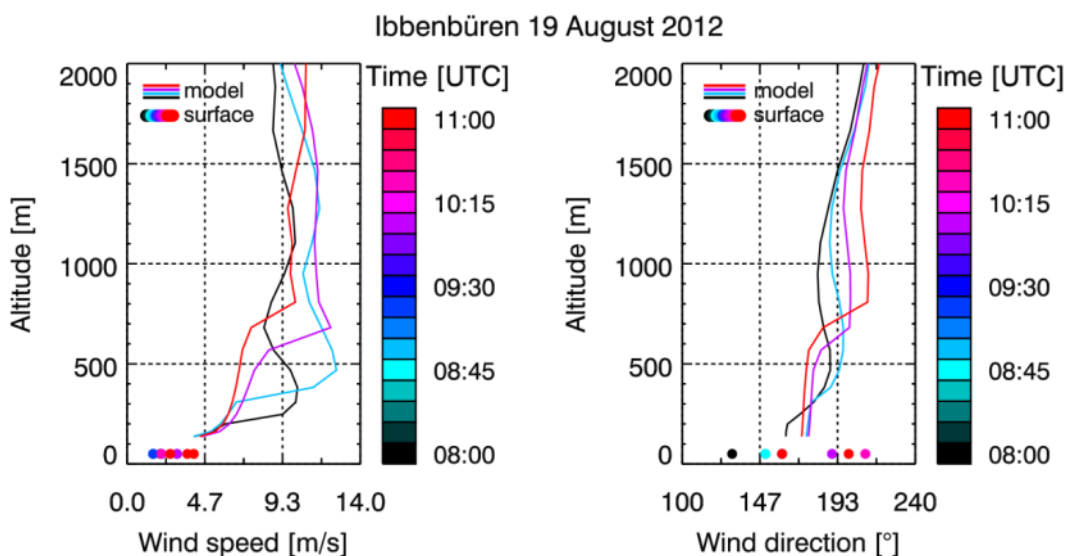 Ibbenbüren 19 August 2012
2000
1500
1000
500
0
Altitude [m]
model
surface
0.0 4.7 9.3 14.0
Wind speed [m/s]
Time [UTC]
11:00
10:15
09:30
08:45
08:00
2000
1500
1000
500
0
Altitude [m]
model
surface
100 147 193 240
Wind direction [°]
Time [UTC]
11:00
10:15
09:30
08:45
08:00